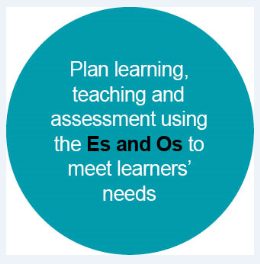 Plan learning,
teaching and
assessment using
the Es and Os to
meet learners’
needs